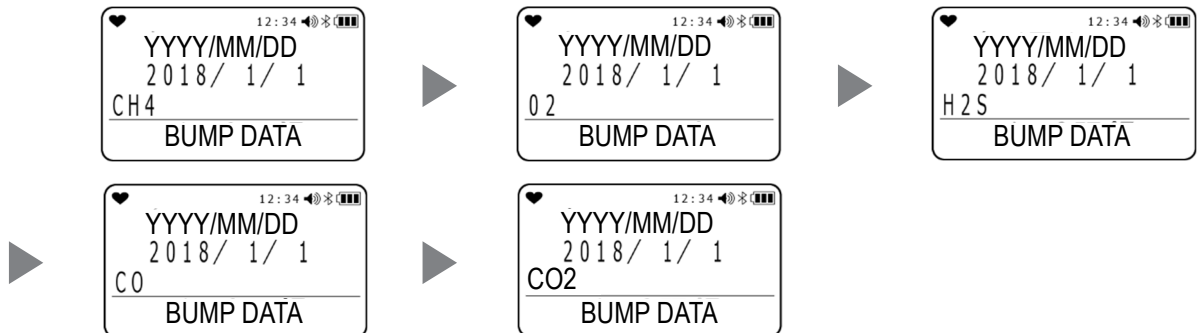 12:34
YYYY/MM/DD
2018/ 1/ 1
CH4
BUMP DATA
12:34
YYYY/MM/DD
2018/ 1/ 1
O2
BUMP DATA
12:34
YYYY/MM/DD
2018/ 1/ 1
H2S
BUMP DATA
12:34
YYYY/MM/DD
2018/ 1/ 1
CO
BUMP DATA
12:34
YYYY/MM/DD
2018/ 1/ 1
CO2
BUMP DATA